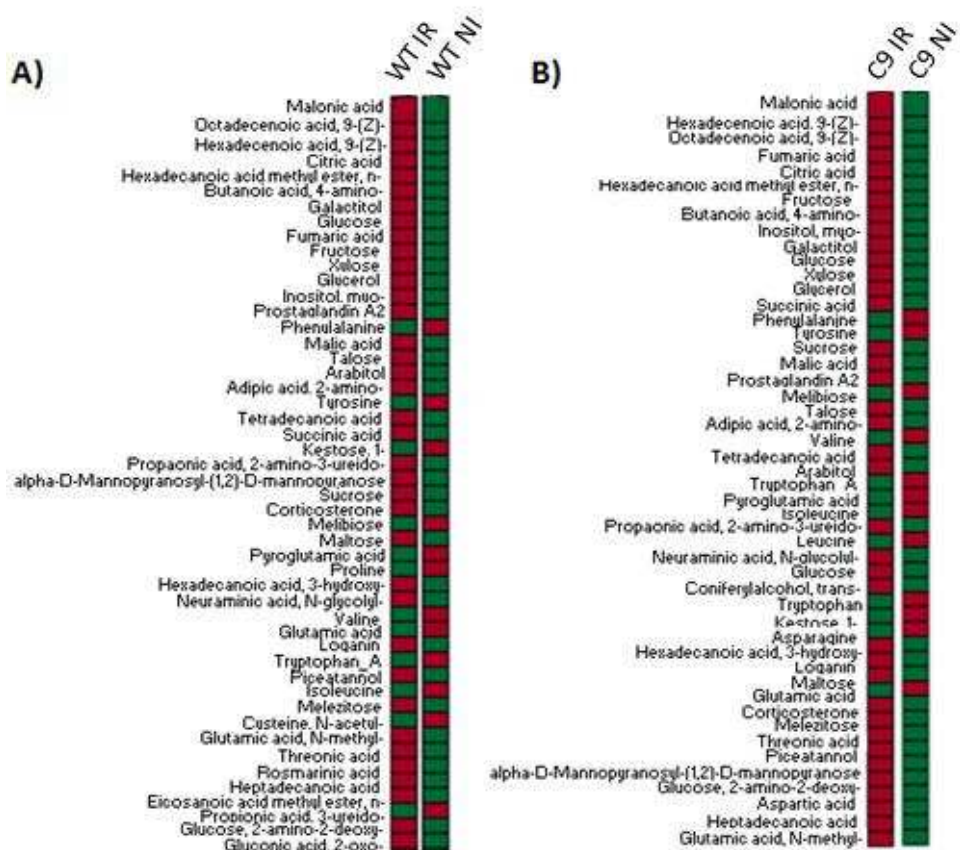 A)
WT IR
WT NI
Malonic acid
Octadecenoic acid, 9-(Z)-
Hexadecenoic acid, 9-(Z)-
Citric acid
Hexadecanoic acid methyl ester, n-
Butanoic acid, 4-amino-
Galactitol
Glucose
Fumaric acid
Fructose
Xylose
Glycerol
Inositol, myo-
Prostaglandin A2
Phenylalanine
Malic acid
Talose
Arabitol
Adipic acid, 2-amino-
Tyrosine
Tetradecanoic acid
Succinic acid
Kestose, 1-
Propaonic acid, 2-amino-3-ureido-
alpha-D-Mannopyranosyl-(1,2)-D-mannopyranose
Sucrose
Corticosterone
Melibiose
Maltose
Pyroglutamic acid
Proline
Hexadecanoic acid, 3-hydroxy-
Neuraminic acid, N-glycolyl-
Valine
Glutamic acid
Loganin
Tryptophan_A
Piceatannol
Isoleucine
Melezitose
Custeine, N-acetul-
Glutamic acid, N-methyl-
Threonic acid
Rosmarinic acid
Heptadecanoic acid
Eicosanoic acid methyl ester, n-
Propionic acid, 3-ureido-
Glucose, 2-amino-2-deoxy-
Gluconic acid, 2-oxo-
B)
C9 IR
C9 NI
Malonic acid
Hexadecenoic acid, 9-(Z)-
Octadecenoic acid, 9-(Z)-
Fumaric acid
Citric acid
Hexadecanoic acid methyl ester, n-
Fructose
Butanoic acid, 4-amino-
Inositol, myo-
Galactitol
Glucose
Xylose
Glycerol
Succinic acid
Phenylalanine
Tyrosine
Sucrose
Malic acid
Prostaglandin A2
Melibiose
Talose
Adipic acid, 2-amino-
Valine
Tetradecanoic acid
Arabitol
Tryptophan_A
Pyroglutamic acid
Isoleucine
Propaonic acid, 2-amino-3-ureido-
Leucine
Neuraminic acid, N-glycolyl-
Glucose
Coniferylalcohol, trans-
Tryptophan
Kestose, 1-
Asparagine
Hexadecanoic acid, 3-hydroxy-
Loganin
Maltose
Glutamic acid
Corticosterone
Melezitose
Threonic acid
Piceatannol
alpha-D-Mannopyranosyl-(1,2)-D-mannopyranose
Glucose, 2-amino-2-deoxy-
Aspartic acid
Heptadecanoic acid
Glutamic acid, N-methyl-